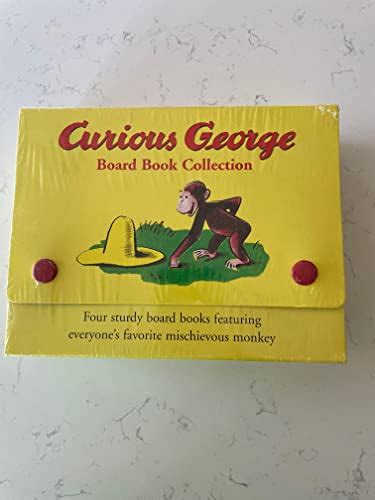 Curious George
Board Book Collection
Four sturdy board books featuring
everyone's favorite mischievous monkey